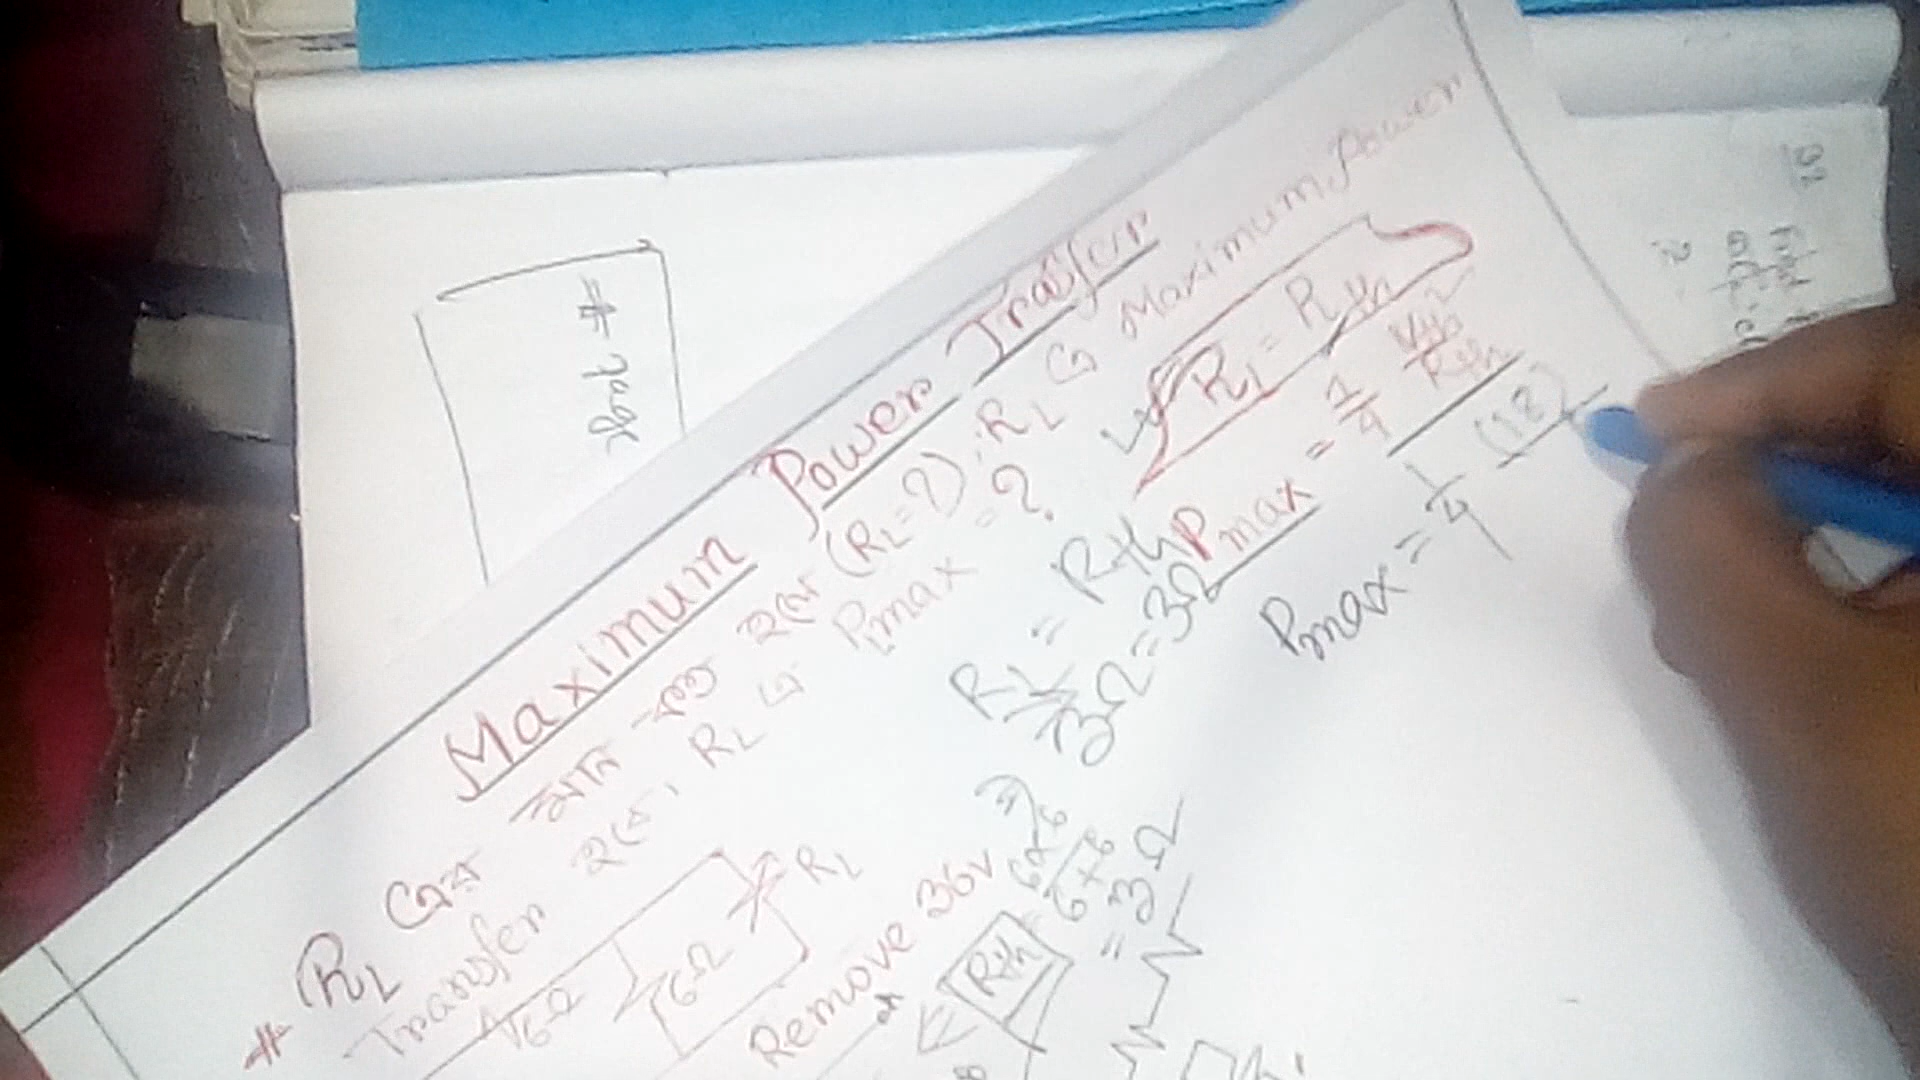 Maximum Power Trasfer
# RL এর মান কত হলে (RL=?), RL এ Maximum Power
Transfer হবে, RL এ Pmax = ?
RL = Rth
Pmax = 1/4 Vth²/Rth
RL = Rth
3Ω = 3Ω
Pmax = 1/4 (18)
6Ω
6Ω
RL
Remove 36V
Rth
6×6
6+6
= 3Ω
# page